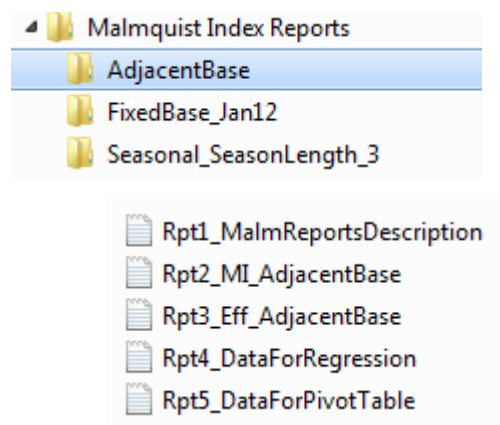 Malmquist Index Reports
AdjacentBase
FixedBase_Jan12
Seasonal_SeasonLength_3
Rpt1_MalmReportsDescription
Rpt2_MI_AdjacentBase
Rpt3_Eff_AdjacentBase
Rpt4_DataForRegression
Rpt5_DataForPivotTable